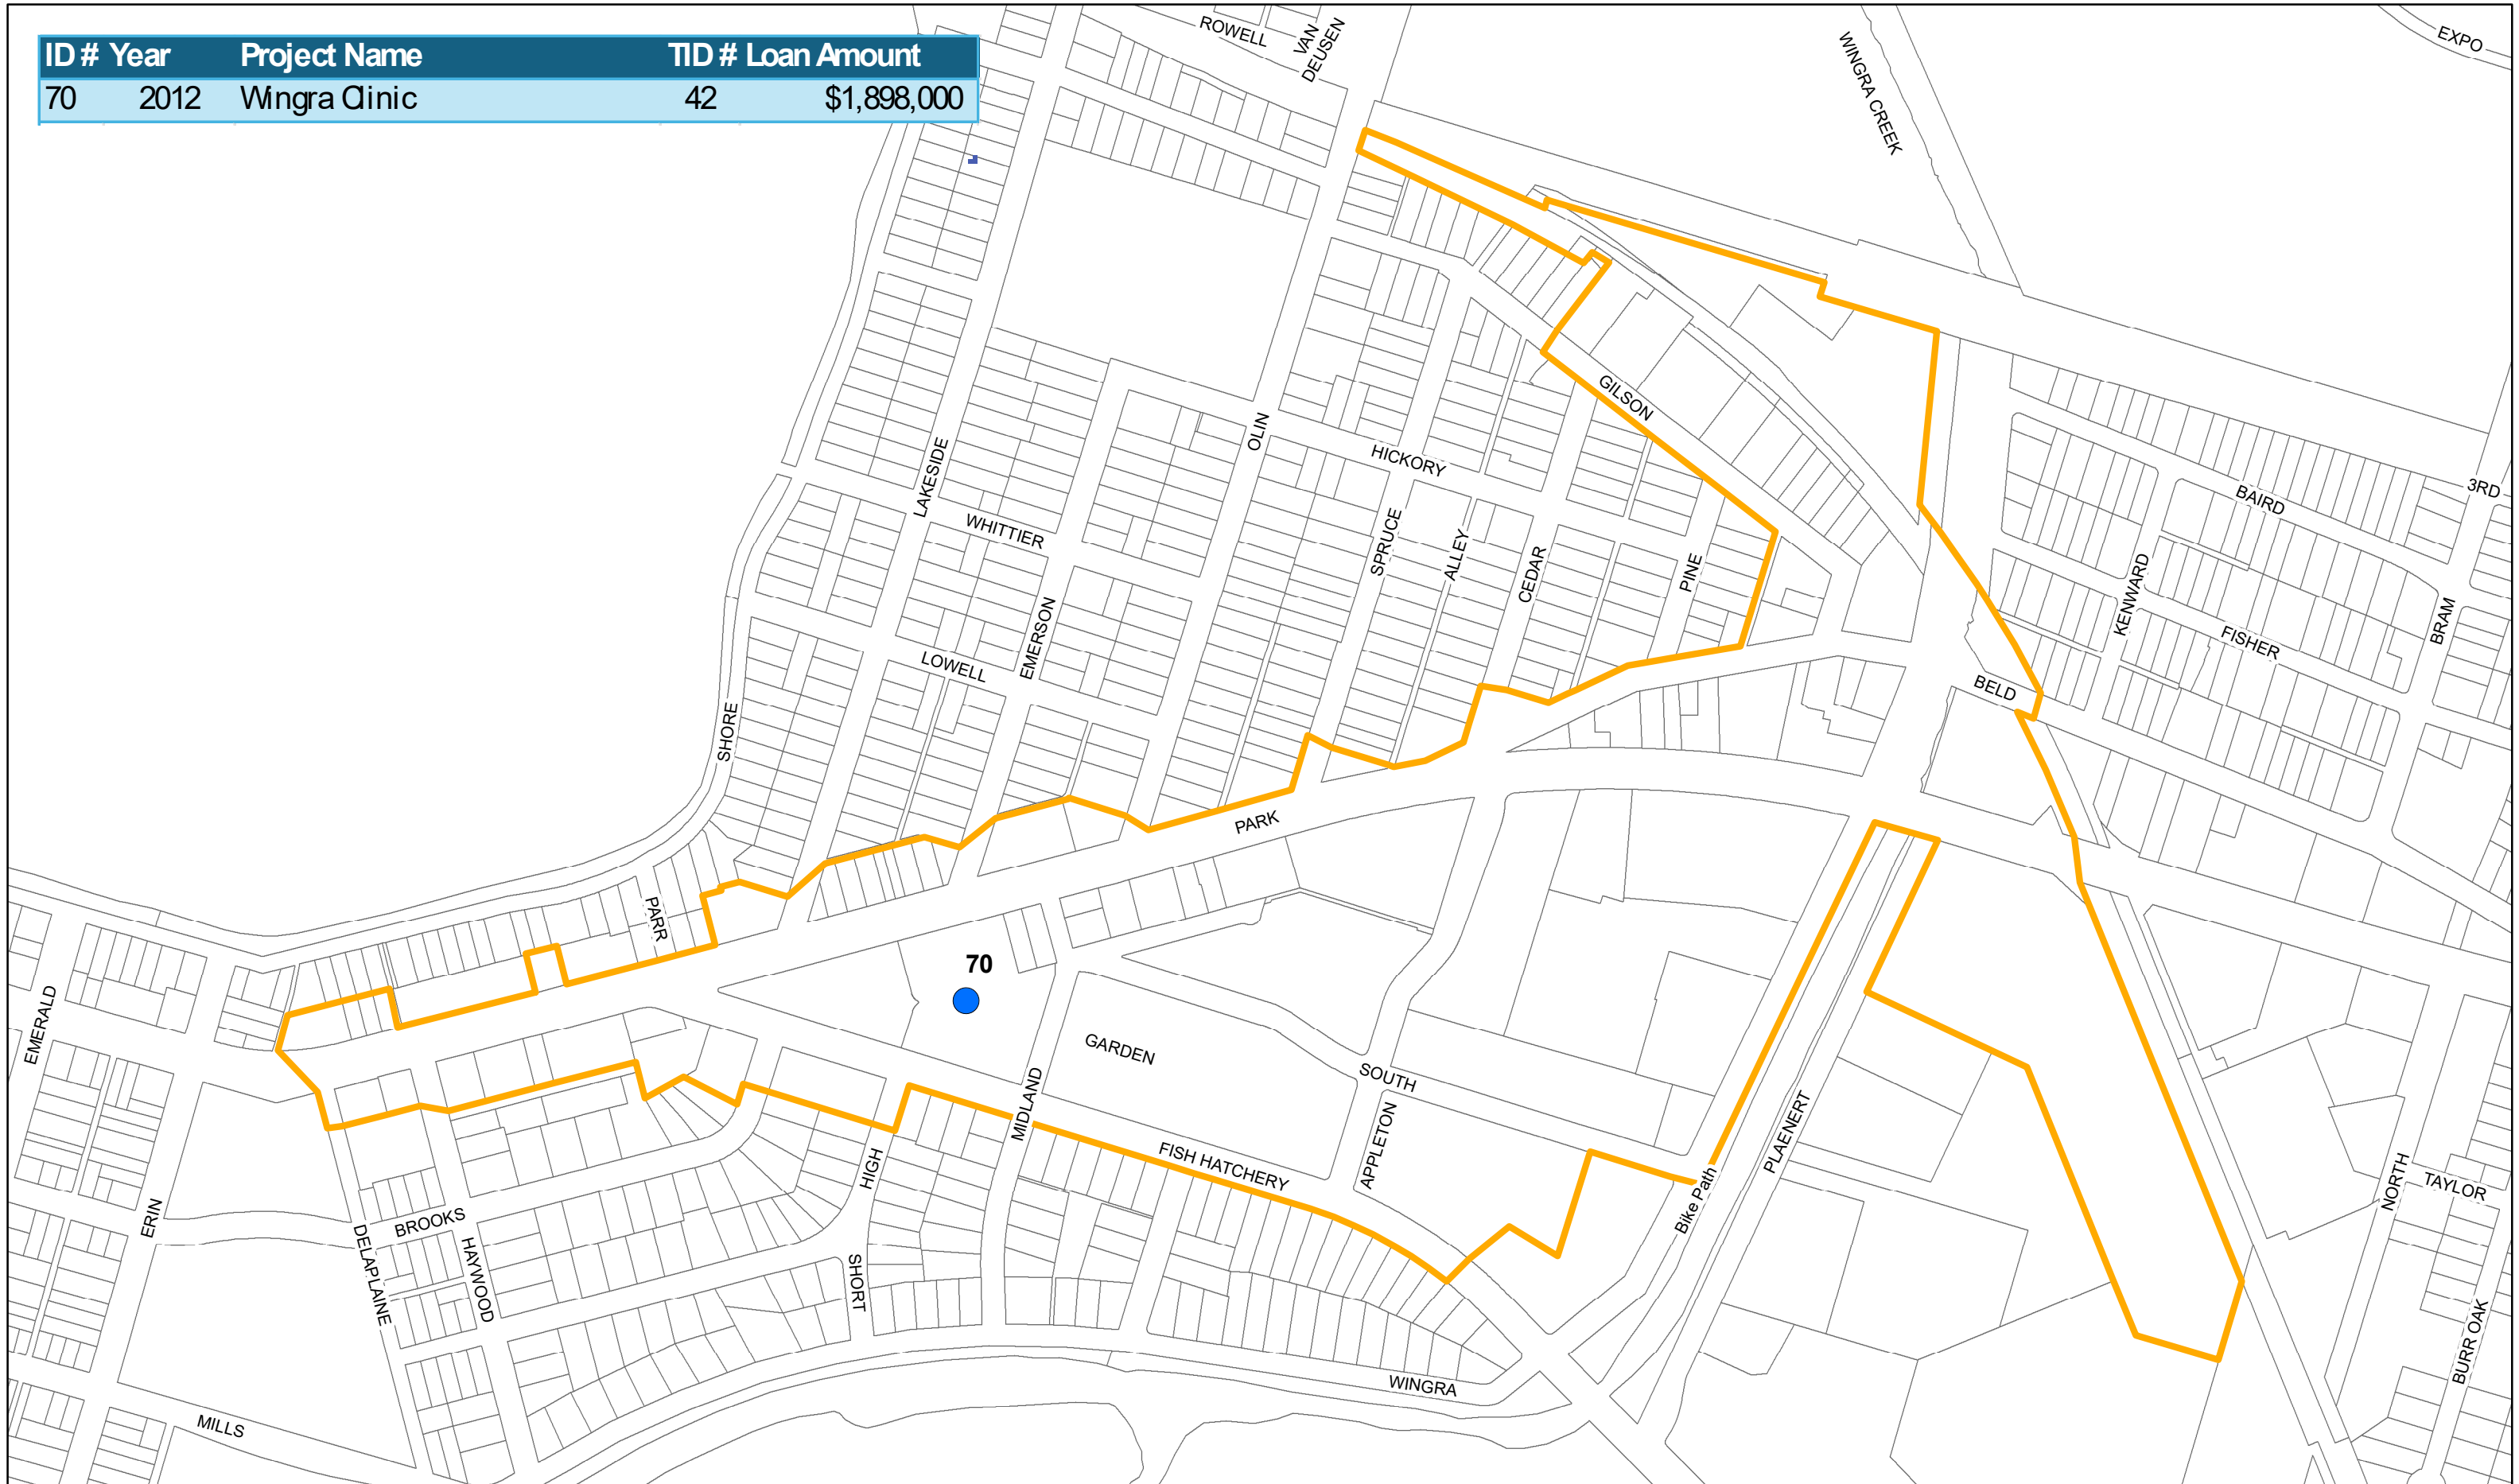 ID # Year Project Name TID # Loan Amount
70 2012 Wingra Clinic 42 $1,898,000
ROWELL
VAN
DEUSEN
WINGRA CREEK
EXPO
GILSON
OLIN
HICKORY
LAKESIDE
WHITTIER
SPRUCE
ALLEY
CEDAR
PINE
BAIRD
3RD
KENWARD
FISHER
BRAM
EMERSON
LOWELL
BELD
SHORE
PARK
PARR
70
EMERALD
GARDEN
SOUTH
MIDLAND
APPLETON
PLAENERT
FISH HATCHERY
HIGH
Bike Path
NORTH
TAYLOR
ERIN
BROOKS
DELAPLAINE
HAYWOOD
SHORT
BURR OAK
WINGRA
MILLS